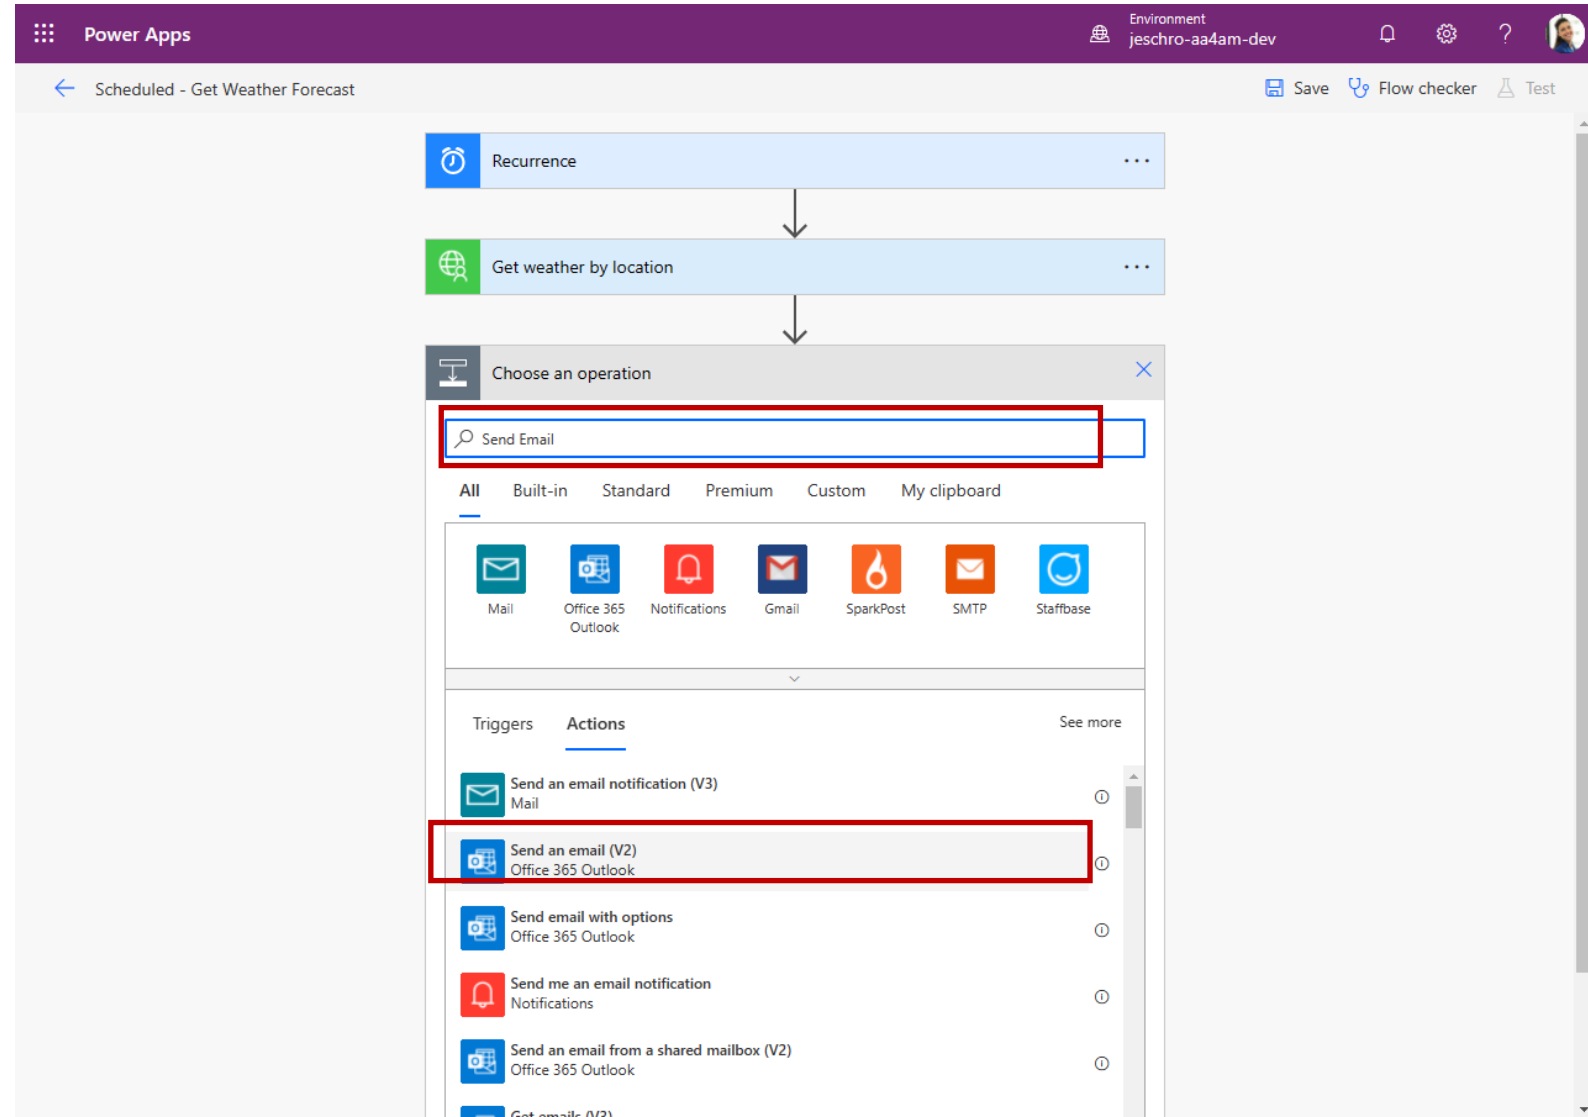 Power Apps
Environment
jeschro-aa4am-dev
?
Scheduled - Get Weather Forecast
Save
Flow checker
Test
Recurrence
Get weather by location
Choose an operation
Send Email
All Built-in Standard Premium Custom My clipboard
Mail Office 365 Outlook Notifications Gmail SparkPost SMTP Staffbase
Triggers Actions See more
Send an email notification (V3)
Mail
Send an email (V2)
Office 365 Outlook
Send email with options
Office 365 Outlook
Send me an email notification
Notifications
Send an email from a shared mailbox (V2)
Office 365 Outlook
Get emails (V3)